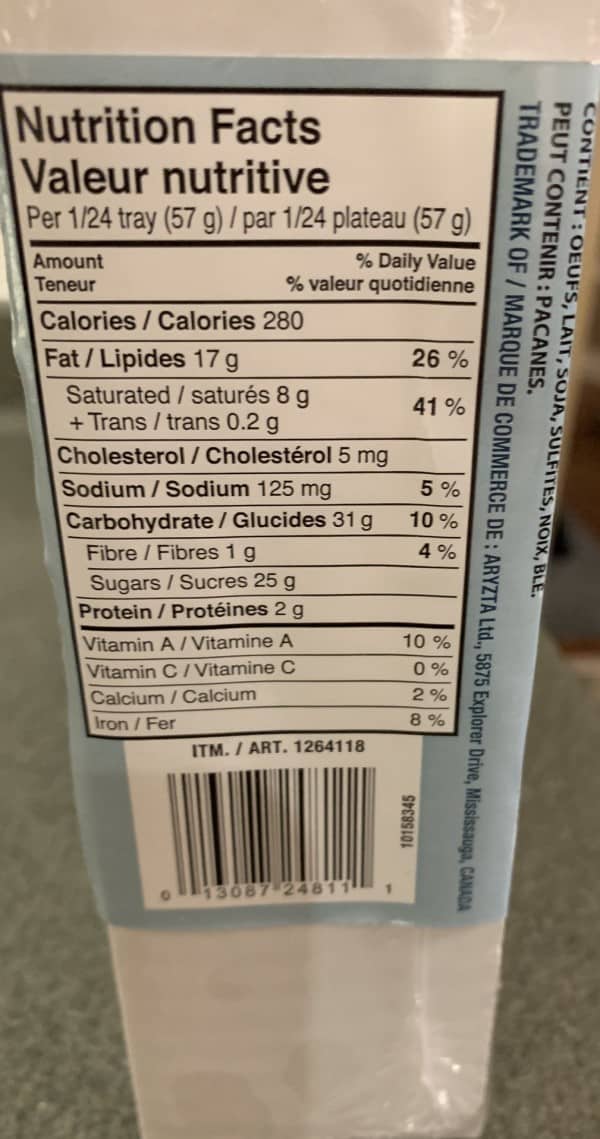 Nutrition Facts
Valeur nutritive
Per 1/24 tray (57 g) / par 1/24 plateau (57 g)
Amount % Daily Value
Teneur % valeur quotidienne
Calories / Calories 280
Fat / Lipides 17 g 26 %
Saturated / saturés 8 g
+ Trans / trans 0.2 g 41 %
Cholesterol / Cholestérol 5 mg
Sodium / Sodium 125 mg 5 %
Carbohydrate / Glucides 31 g 10 %
Fibre / Fibres 1 g 4 %
Sugars / Sucres 25 g
Protein / Protéines 2 g
Vitamin A / Vitamine A 10 %
Vitamin C / Vitamine C 0 %
Calcium / Calcium 2 %
Iron / Fer 8 %
ITM. / ART. 1264118
10158345
0 13087 24811 1
CONTIENT : OEUFS, LAIT, SOJA, SULFITES, NOIX, BLÉ.
PEUT CONTENIR : PACANES.
TRADEMARK OF / MARQUE DE COMMERCE DE : ARYZTA Ltd., 5875 Explorer Drive, Mississauga, CANADA